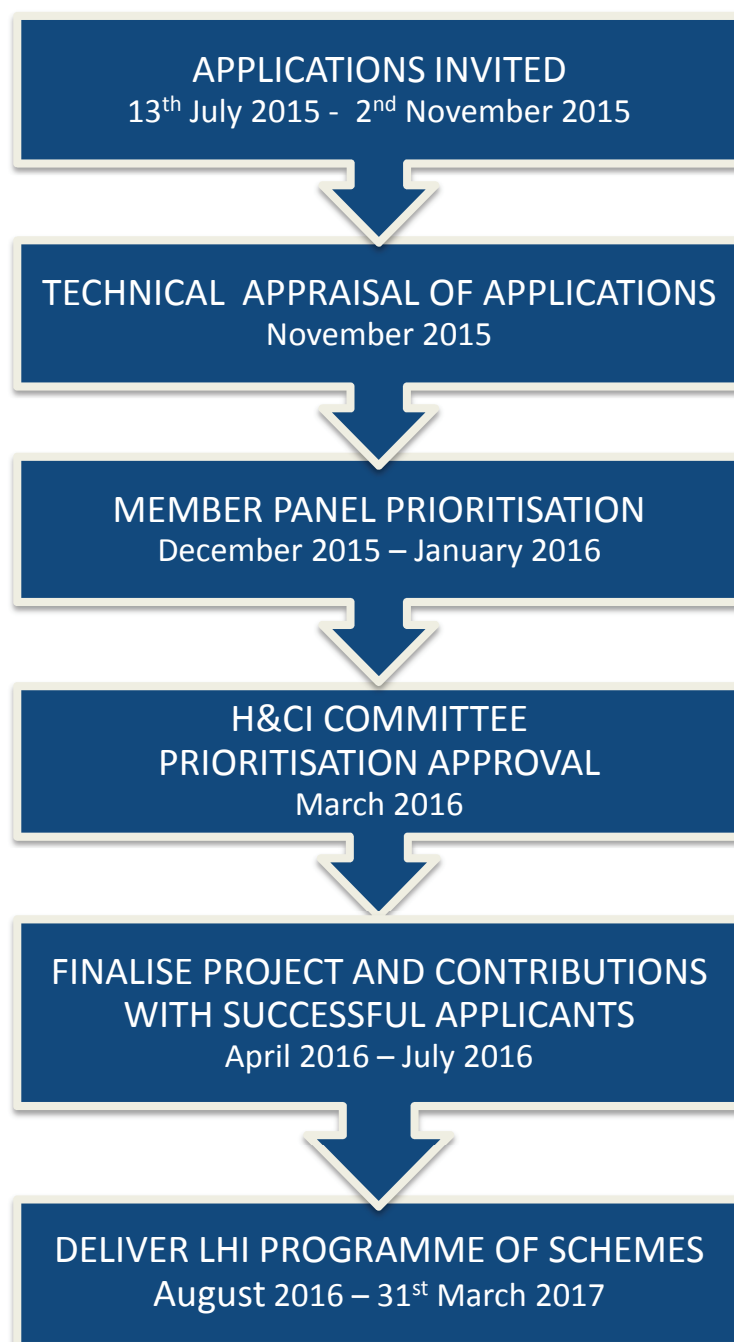 APPLICATIONS INVITED
13th July 2015 - 2nd November 2015
TECHNICAL APPRAISAL OF APPLICATIONS
November 2015
MEMBER PANEL PRIORITISATION
December 2015 – January 2016
H&CI COMMITTEE
PRIORITISATION APPROVAL
March 2016
FINALISE PROJECT AND CONTRIBUTIONS
WITH SUCCESSFUL APPLICANTS
April 2016 – July 2016
DELIVER LHI PROGRAMME OF SCHEMES
August 2016 – 31st March 2017